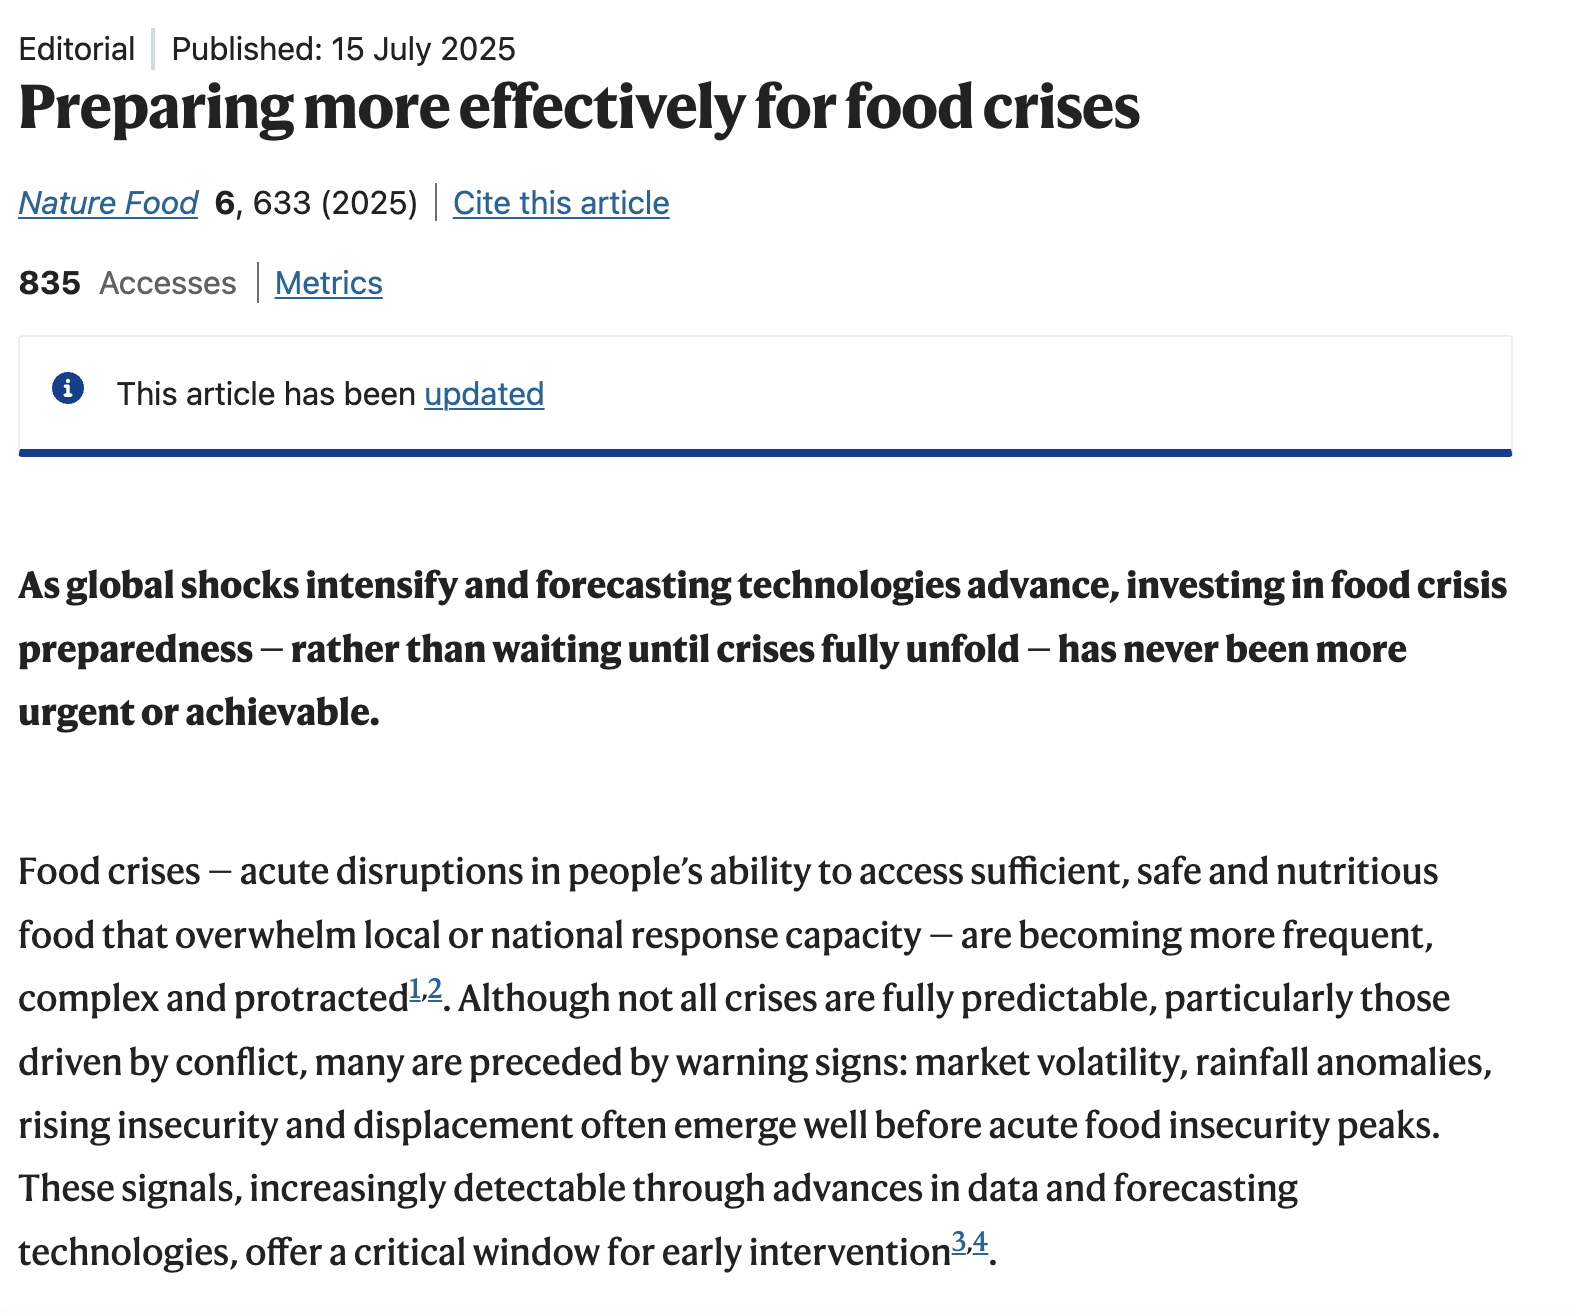 Editorial | Published: 15 July 2025
Preparing more effectively for food crises
Nature Food 6, 633 (2025) | Cite this article
835 Accesses | Metrics
This article has been updated
As global shocks intensify and forecasting technologies advance, investing in food crisis
preparedness — rather than waiting until crises fully unfold — has never been more
urgent or achievable.
Food crises — acute disruptions in people’s ability to access sufficient, safe and nutritious
food that overwhelm local or national response capacity — are becoming more frequent,
complex and protracted1,2. Although not all crises are fully predictable, particularly those
driven by conflict, many are preceded by warning signs: market volatility, rainfall anomalies,
rising insecurity and displacement often emerge well before acute food insecurity peaks.
These signals, increasingly detectable through advances in data and forecasting
technologies, offer a critical window for early intervention3,4.